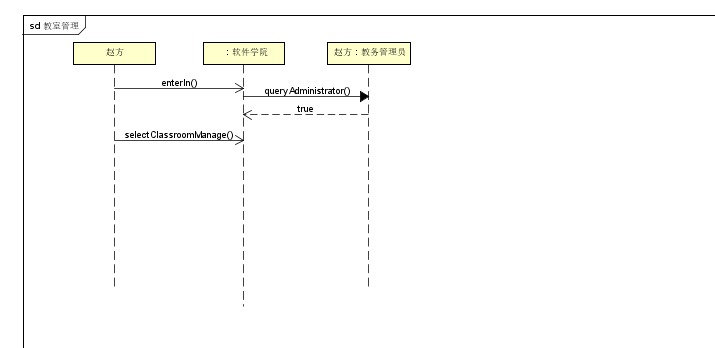 sd 教室管理
赵方
：软件学院
赵方：教务管理员
enterIn()
queryAdministrator()
true
selectClassroomManage()